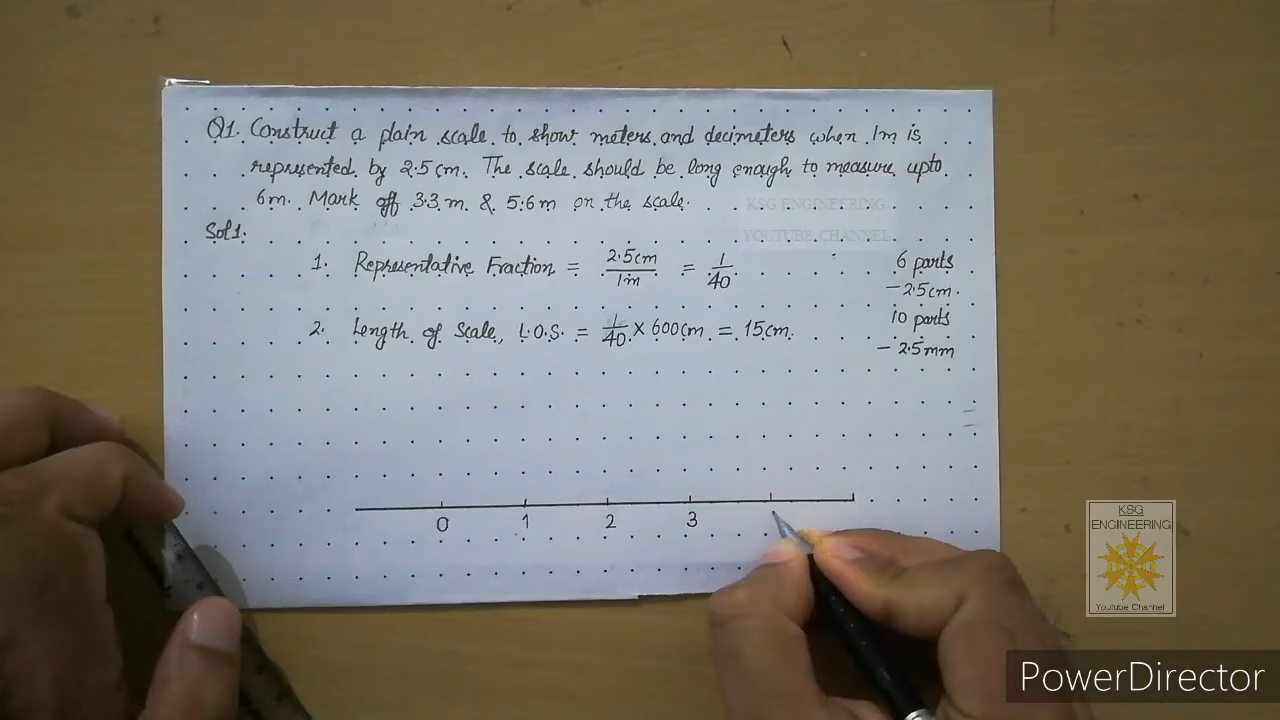 Q1. Construct a plain scale to show meters and decimeters when 1m is
represented by 2.5cm. The scale should be long enough to measure upto
6m. Mark off 3.3 m & 5.6m on the scale.
KSG ENGINEERING
YOUTUBE CHANNEL
Sol1:
1. Representative Fraction = 2.5cm/1m = 1/40
6 parts
- 2.5cm.
2. Length of Scale, L.O.S. = 1/40 × 600cm = 15cm.
10 parts
- 2.5mm
0 1 2 3
KSG
ENGINEERING
Youtube Channel
PowerDirector